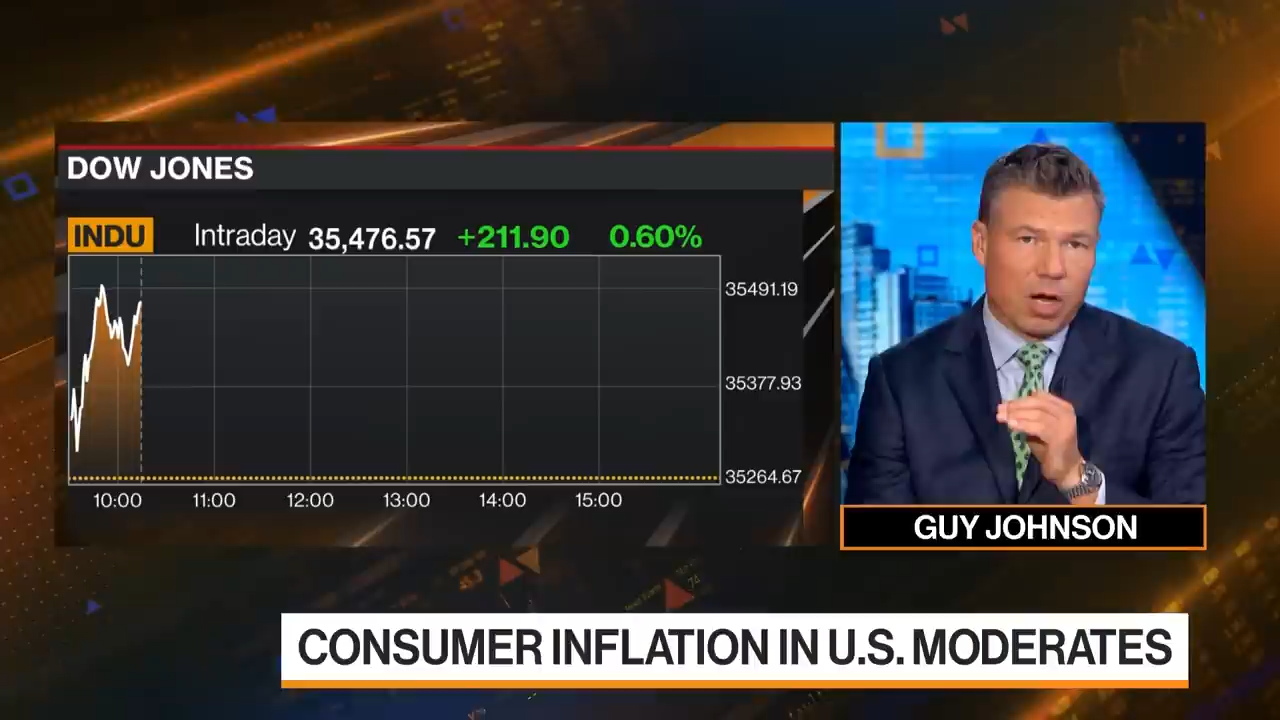 DOW JONES
INDU Intraday 35,476.57 +211.90 0.60%
35491.19
35377.93
35264.67
10:00 11:00 12:00 13:00 14:00 15:00
GUY JOHNSON
CONSUMER INFLATION IN U.S. MODERATES